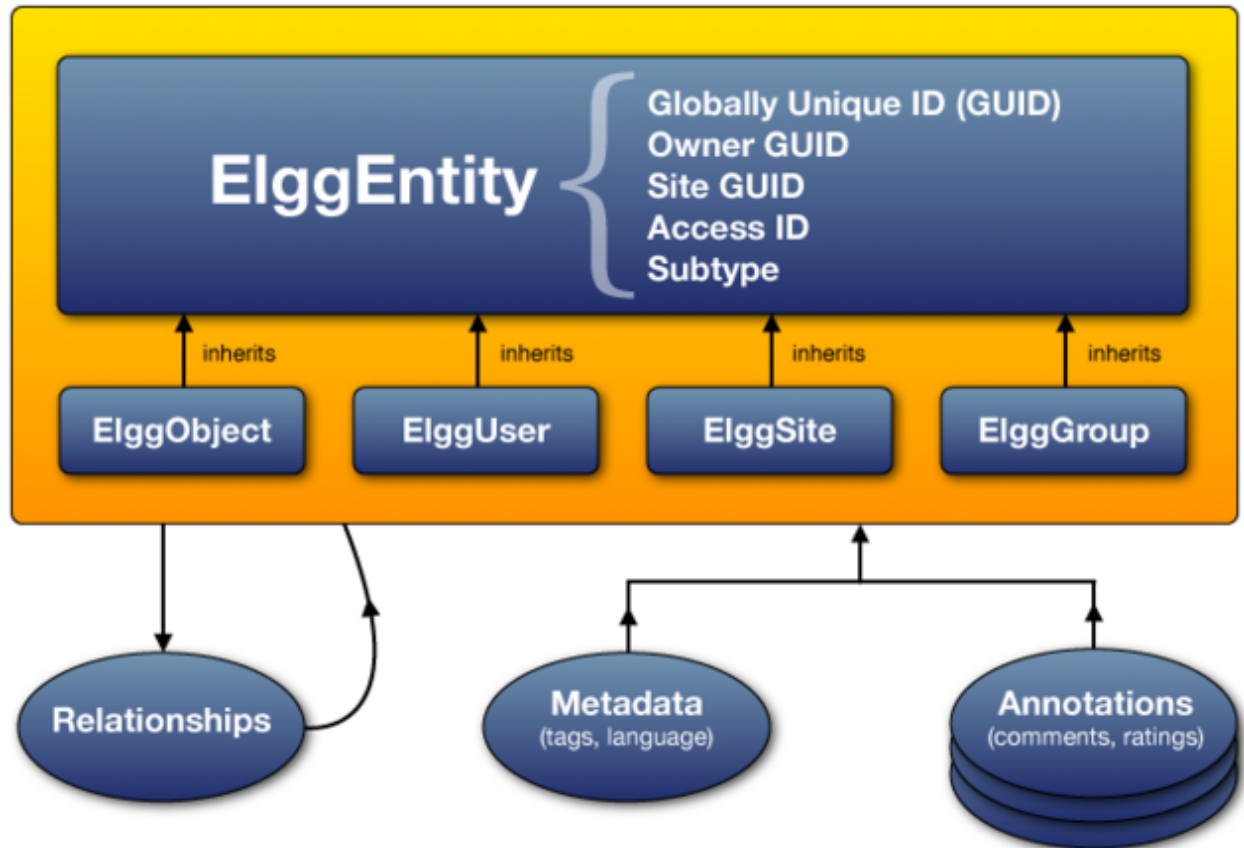 ElggEntity
Globally Unique ID (GUID)
Owner GUID
Site GUID
Access ID
Subtype
inherits
inherits
inherits
inherits
ElggObject
ElggUser
ElggSite
ElggGroup
Relationships
Metadata
(tags, language)
Annotations
(comments, ratings)